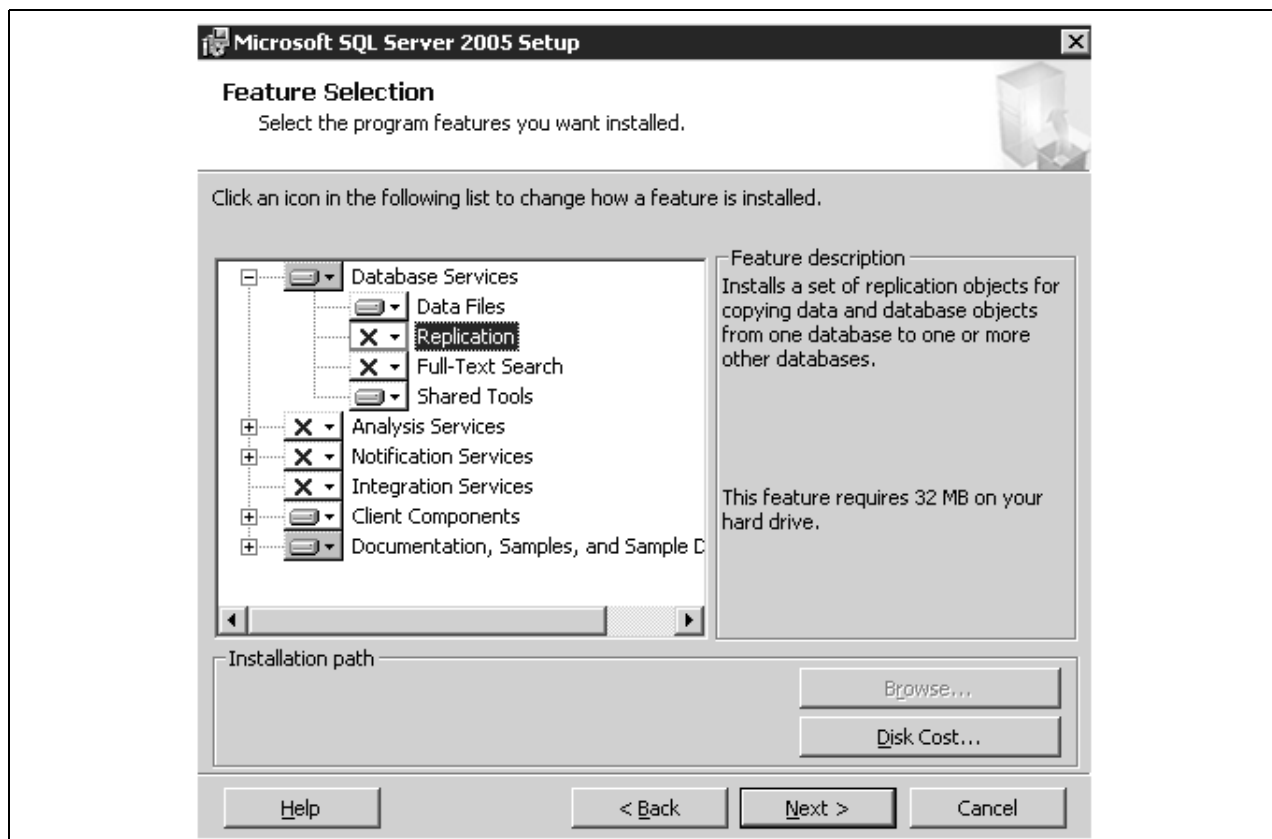 Microsoft SQL Server 2005 Setup
Feature Selection
Select the program features you want installed.
Click an icon in the following list to change how a feature is installed.
Database Services
Data Files
Replication
Full-Text Search
Shared Tools
Analysis Services
Notification Services
Integration Services
Client Components
Documentation, Samples, and Sample D
Feature description
Installs a set of replication objects for
copying data and database objects
from one database to one or more
other databases.
This feature requires 32 MB on your
hard drive.
Installation path
Browse...
Disk Cost...
Help
< Back
Next >
Cancel